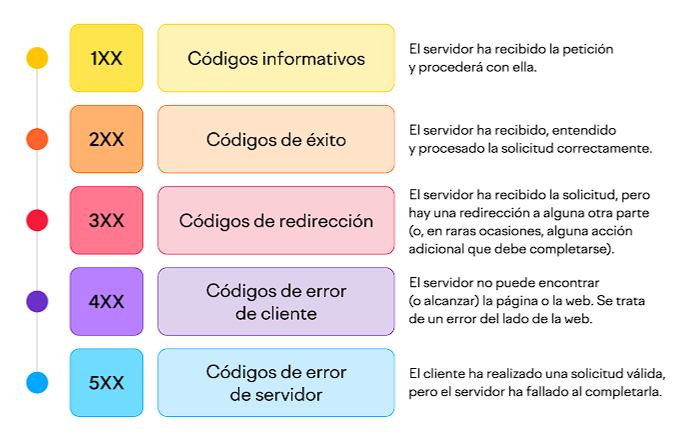 1XX
Códigos informativos
El servidor ha recibido la petición
y procederá con ella.
2XX
Códigos de éxito
El servidor ha recibido, entendido
y procesado la solicitud correctamente.
3XX
Códigos de redirección
El servidor ha recibido la solicitud, pero
hay una redirección a alguna otra parte
(o, en raras ocasiones, alguna acción
adicional que debe completarse).
4XX
Códigos de error
de cliente
El servidor no puede encontrar
(o alcanzar) la página o la web. Se trata
de un error del lado de la web.
5XX
Códigos de error
de servidor
El cliente ha realizado una solicitud válida,
pero el servidor ha fallado al completarla.